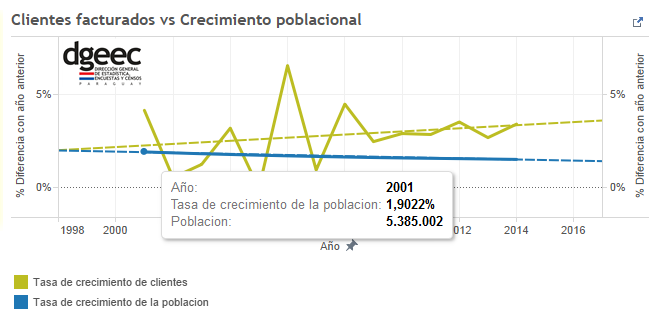 Clientes facturados vs Crecimiento poblacional
dgeec
DIRECCIÓN GENERAL
DE ESTADÍSTICA,
ENCUESTAS Y CENSOS
PARAGUAY
% Diferencia con año anterior
5%
0%
5%
0%
% Diferencia con año anterior
Año: 2001
Tasa de crecimiento de la poblacion: 1,9022%
Poblacion: 5.385.002
1998 2000 2012 2014 2016
Año
Tasa de crecimiento de clientes
Tasa de crecimiento de la poblacion